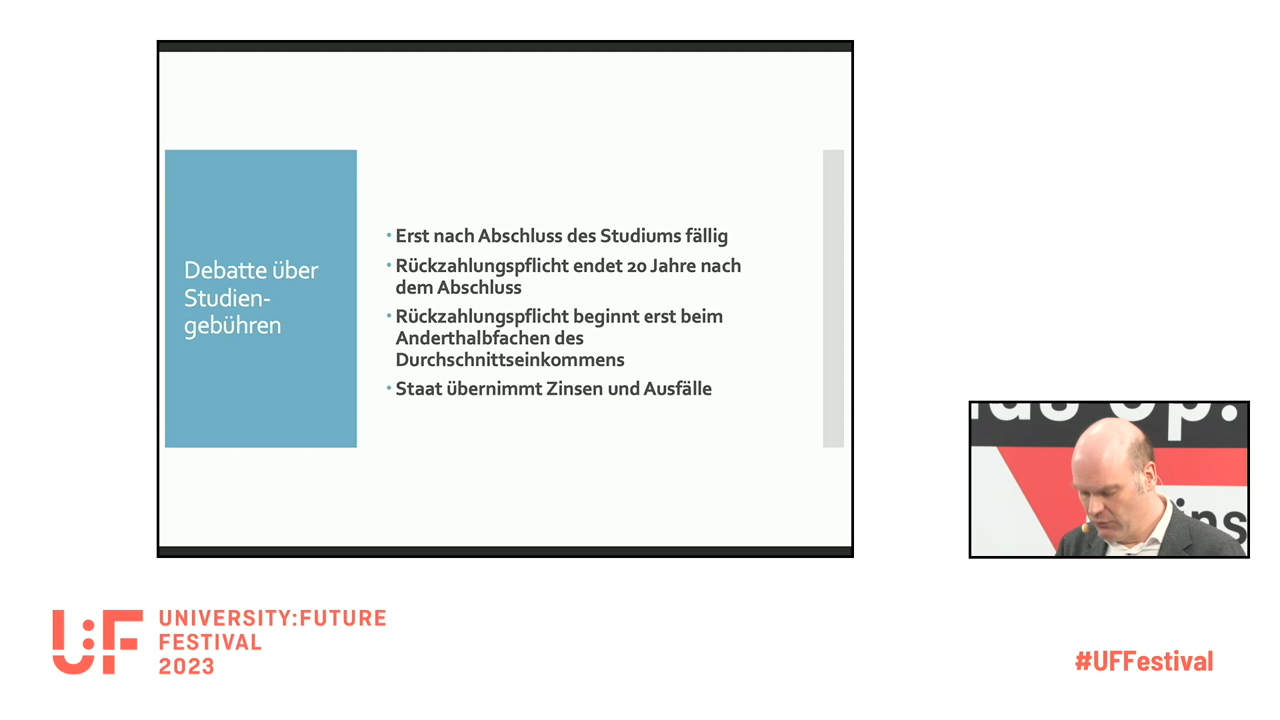 Debatte über
Studien-
gebühren
• Erst nach Abschluss des Studiums fällig
• Rückzahlungspflicht endet 20 Jahre nach
dem Abschluss
• Rückzahlungspflicht beginnt erst beim
Anderthalbfachen des
Durchschnittseinkommens
• Staat übernimmt Zinsen und Ausfälle
U:F
UNIVERSITY:FUTURE
FESTIVAL
2023
#UFFestival